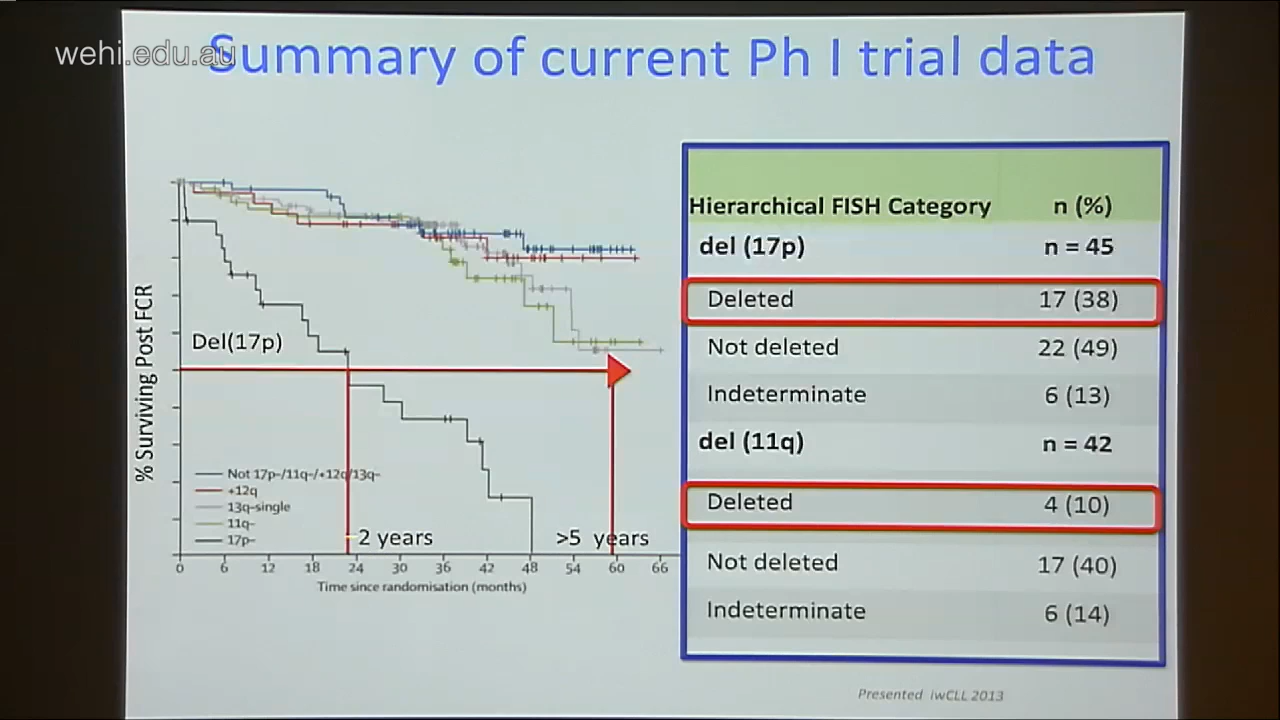 wehi.edu.au
Summary of current Ph I trial data
% Surviving Post FCR
Del(17p)
Not 17p-/11q-/+12q/13q-
+12q
13q-single
11q-
17p-
2 years
>5 years
0 6 12 18 24 30 36 42 48 54 60 66
Time since randomisation (months)
Hierarchical FISH Category n (%)
del (17p) n = 45
Deleted 17 (38)
Not deleted 22 (49)
Indeterminate 6 (13)
del (11q) n = 42
Deleted 4 (10)
Not deleted 17 (40)
Indeterminate 6 (14)
Presented iwCLL 2013